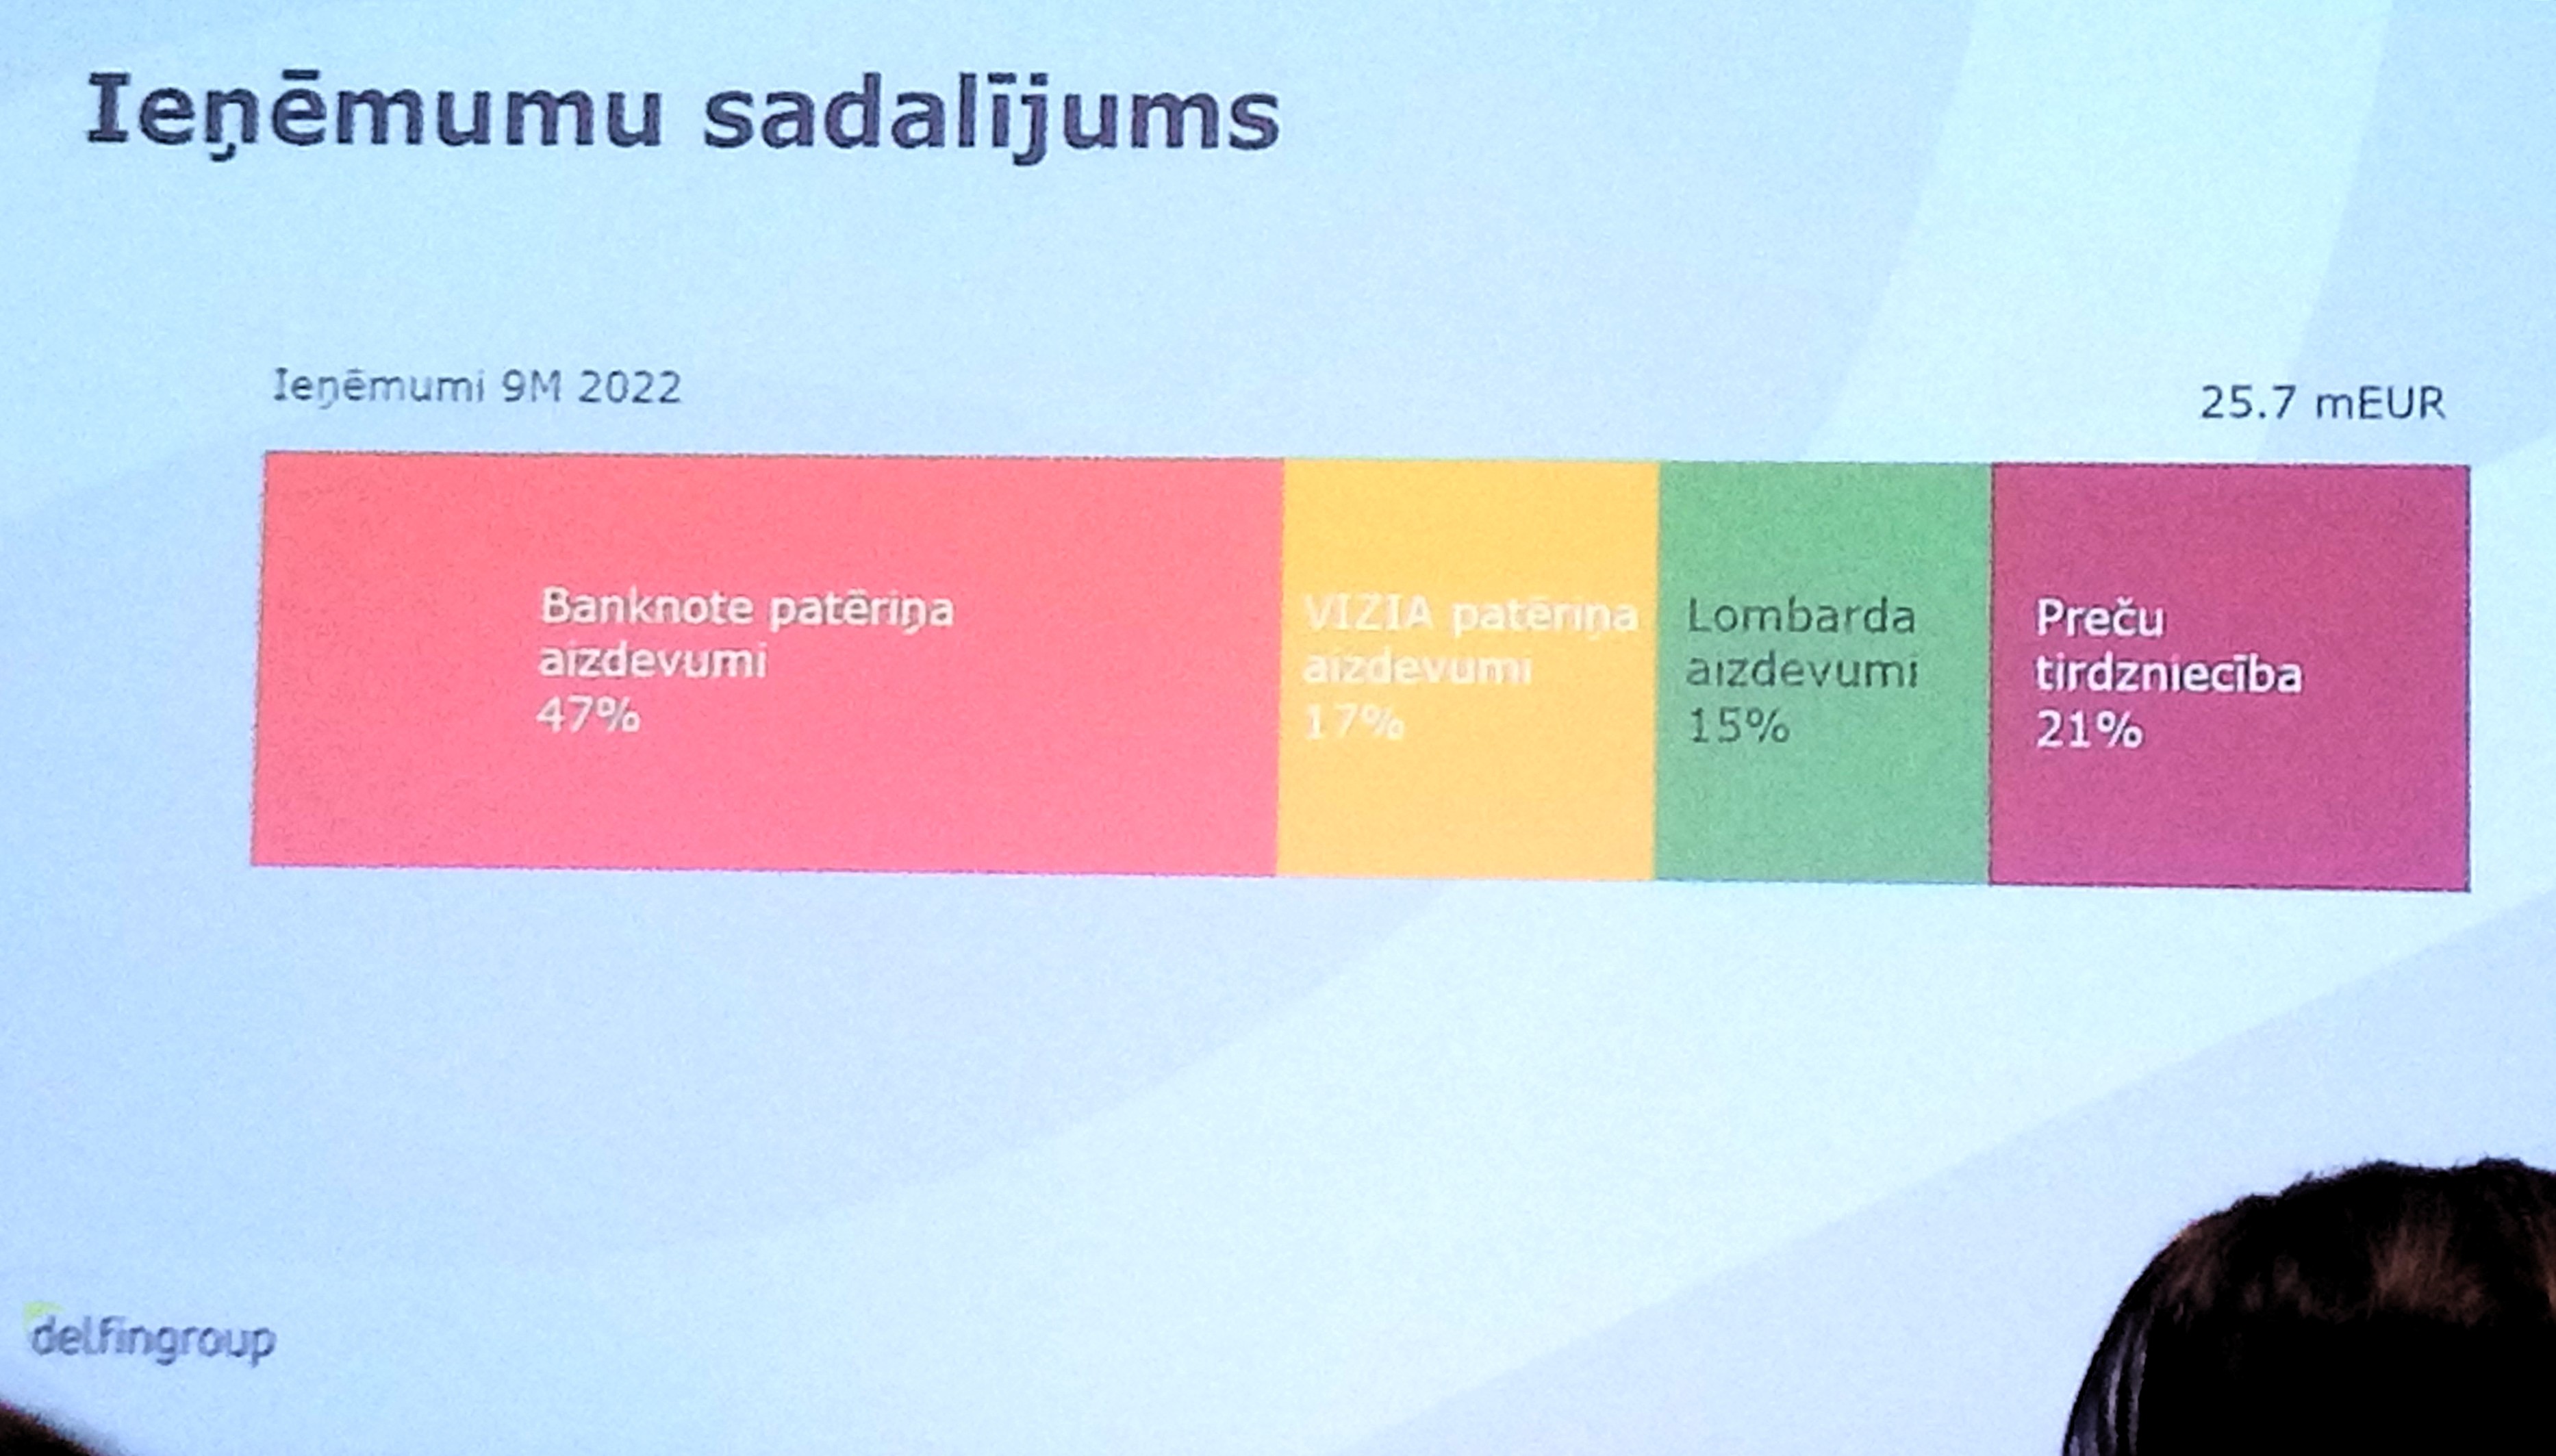 Ieņēmumu sadalījums
Ieņēmumi 9M 2022
25.7 mEUR
Banknote patēriņa
aizdevumi
47%
VIZIA patēriņa
aizdevumi
17%
Lombarda
aizdevumi
15%
Preču
tirdzniecība
21%
delfingroup